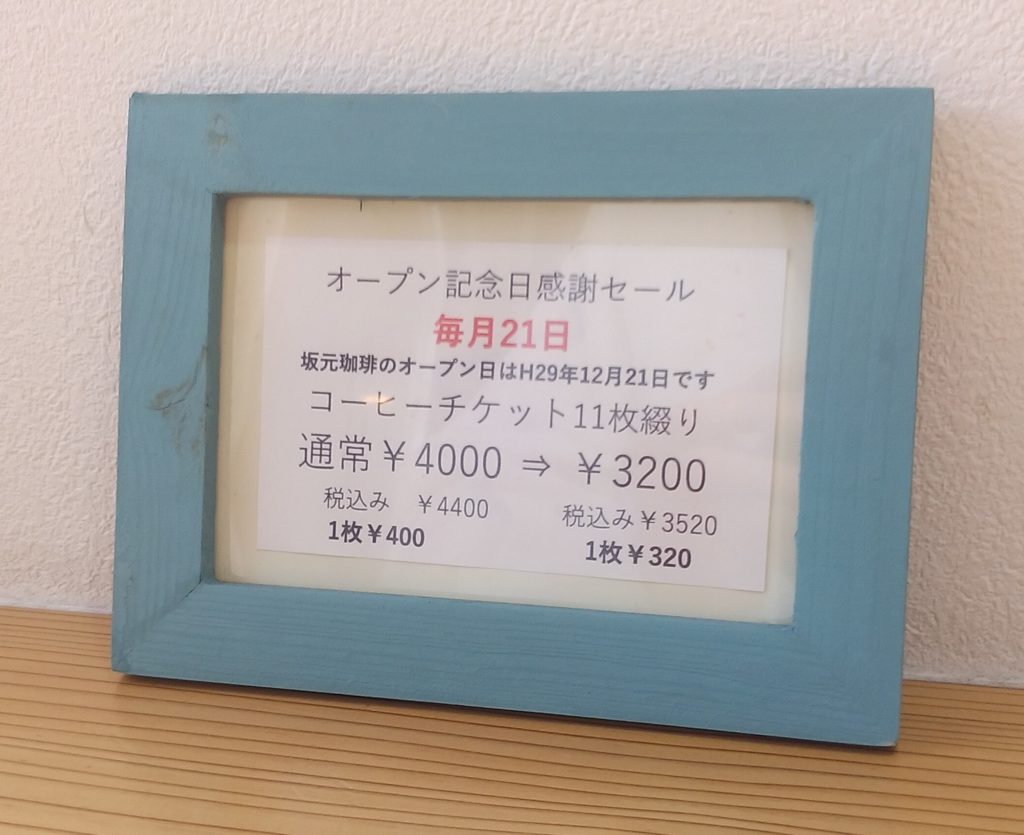 オープン記念日感謝セール
毎月21日
坂元珈琲のオープン日はH29年12月21日です
コーヒーチケット11枚綴り
通常￥4000 ⇒ ￥3200
税込み　￥4400　税込み￥3520
1枚￥400　1枚￥320